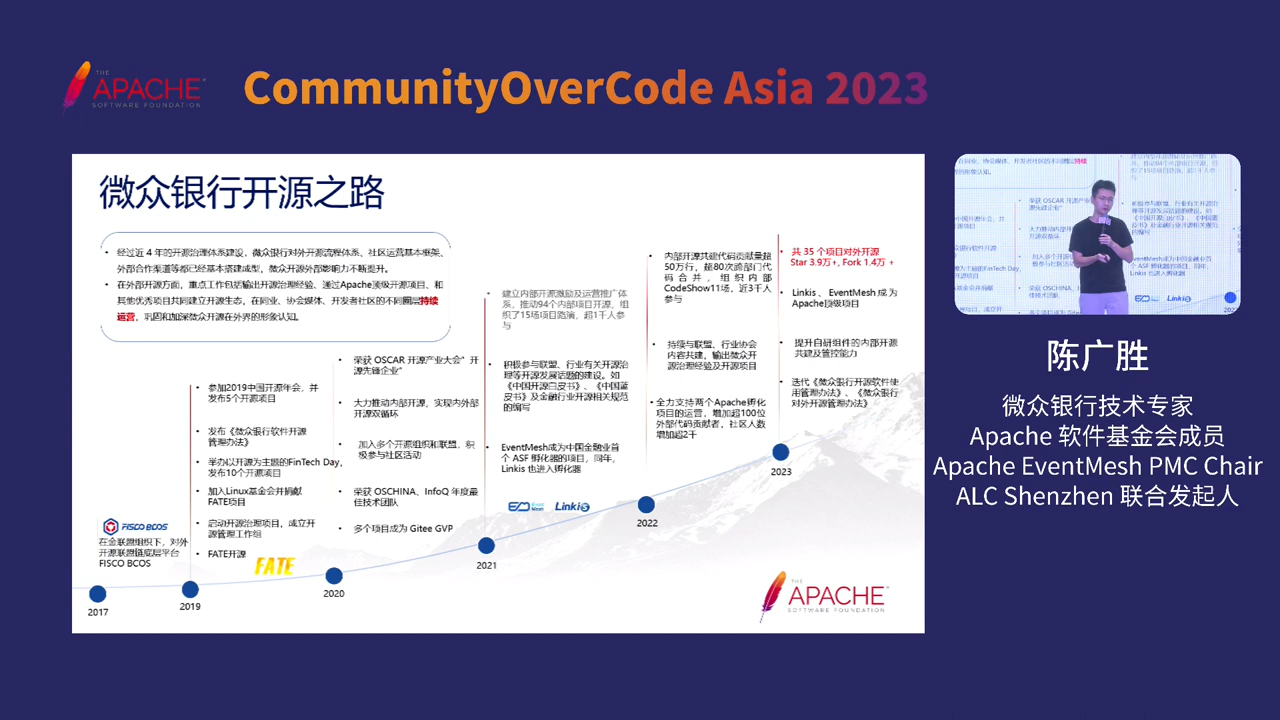 THE
APACHE
SOFTWARE FOUNDATION
CommunityOverCode Asia 2023
微众银行开源之路
• 经过近 4 年的开源治理体系建设，微众银行对外开源流程体系、社区运营基本框架、
外部合作渠道等都已经基本搭建成型，微众开源外部影响力不断提升。
• 在外部开源方面，重点工作包括输出开源治理经验、通过Apache顶级开源项目、和
其他优秀项目共同建立开源生态，在同业、协会媒体、开发者社区的不同圈层持续
运营，巩固和加深微众开源在外界的形象认知。
FISCO BCOS
在金联盟组织下，对外
开源联盟链底层平台
FISCO BCOS
2017
• 参加2019中国开源年会，并
发布5个开源项目
• 发布《微众银行软件开源
管理办法》
• 举办以开源为主题的FinTech Day,
发布10个开源项目
• 加入Linux基金会并捐献
FATE项目
• 启动开源治理项目，成立开
源管理工作组
• FATE开源
FATE
2019
• 荣获 OSCAR 开源产业大会“开
源先锋企业”
• 大力推动内部开源，实现内外部
开源双循环
• 加入多个开源组织和联盟，积
极参与社区活动
• 荣获 OSCHINA、InfoQ 年度最
佳技术团队
• 多个项目成为 Gitee GVP
2020
• 建立内部开源激励及运营推广体
系，推动94个内部项目开源，组
织了15场项目路演，超1千人参
与
• 积极参与联盟、行业有关开源治
理等开源发展话题的建设。如
《中国开源白皮书》、《中国蓝
皮书》及金融行业开源相关规范
的编写
• EventMesh成为中国金融业首
个 ASF 孵化器的项目，同年，
Linkis 也进入孵化器
Event
Mesh
Linkis
2021
• 内部开源共建代码贡献量超
50万行，超80次跨部门代
码合并，组织内部
CodeShow11场，近3千人
参与
• 持续与联盟、行业协会
内容共建，输出微众开
源治理经验及开源项目
• 全力支持两个Apache孵化
项目的运营，增加超100位
外部代码贡献者，社区人数
增加超2千
2022
• 共 35 个项目对外开源
Star 3.9万+, Fork 1.4万 +
• Linkis 、EventMesh 成 为
Apache顶级项目
• 提升自研组件的内部开源
共建及管控能力
• 迭代《微众银行开源软件使
用管理办法》、《微众银行
对外开源管理办法》
2023
THE
APACHE
SOFTWARE FOUNDATION
陈广胜
微众银行技术专家
Apache 软件基金会成员
Apache EventMesh PMC Chair
ALC Shenzhen 联合发起人